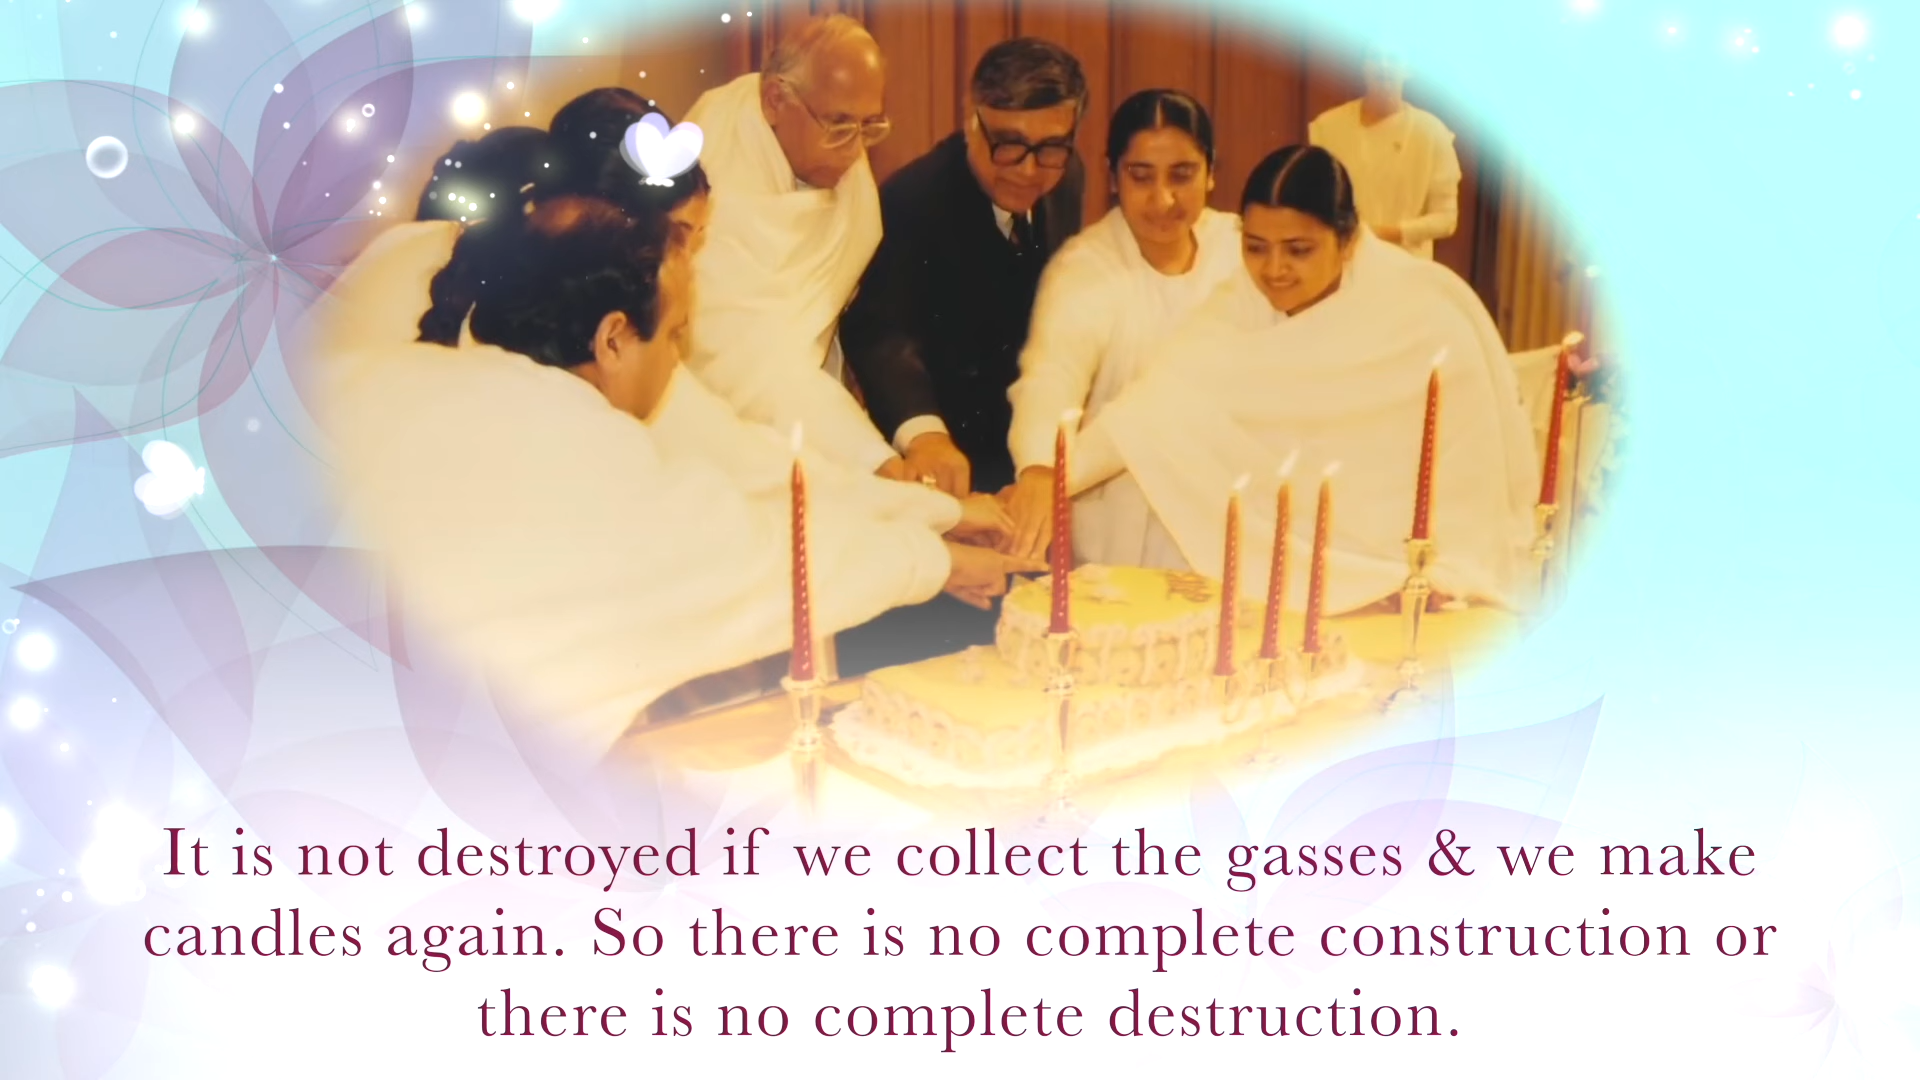 It is not destroyed if we collect the gasses & we make
candles again. So there is no complete construction or
there is no complete destruction.